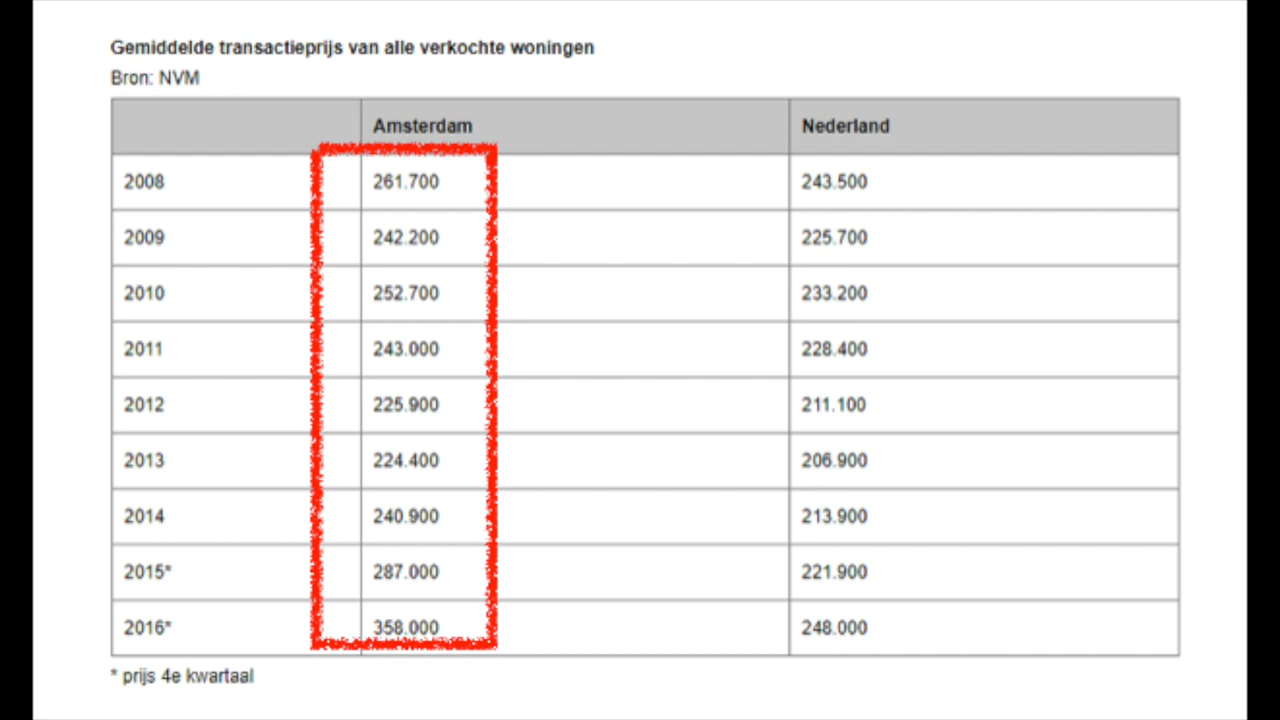 Gemiddelde transactieprijs van alle verkochte woningen
Bron: NVM
Amsterdam Nederland
2008 261.700 243.500
2009 242.200 225.700
2010 252.700 233.200
2011 243.000 228.400
2012 225.900 211.100
2013 224.400 206.900
2014 240.900 213.900
2015* 287.000 221.900
2016* 358.000 248.000
* prijs 4e kwartaal